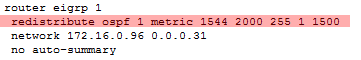 router eigrp 1
redistribute ospf 1 metric 1544 2000 255 1 1500
network 172.16.0.96 0.0.0.31
no auto-summary